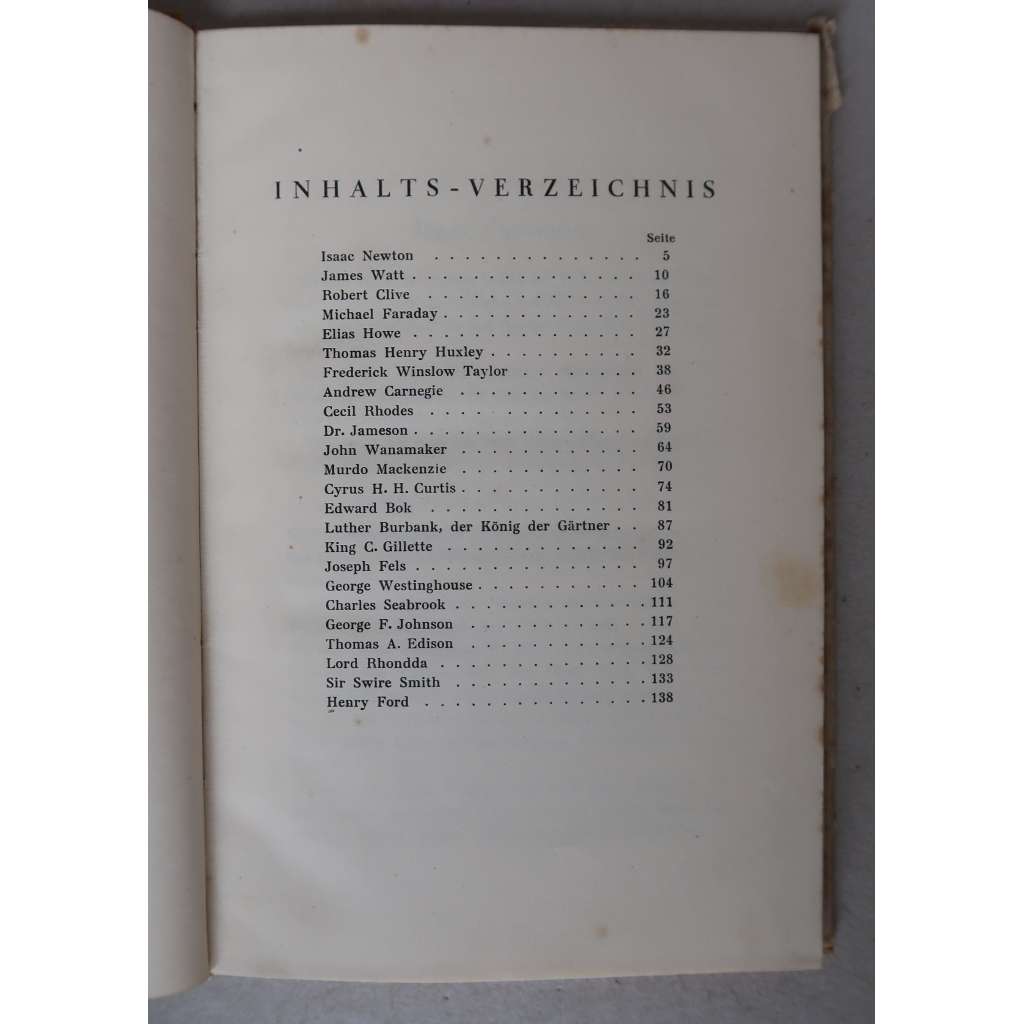 INHALTS-VERZEICHNIS
Seite
Isaac Newton . . . . . . . . . . . . . . 5
James Watt . . . . . . . . . . . . . . . 10
Robert Clive . . . . . . . . . . . . . . 16
Michael Faraday . . . . . . . . . . . . . 23
Elias Howe . . . . . . . . . . . . . . . 27
Thomas Henry Huxley . . . . . . . . . . 32
Frederick Winslow Taylor . . . . . . . . 38
Andrew Carnegie . . . . . . . . . . . . 46
Cecil Rhodes . . . . . . . . . . . . . . 53
Dr. Jameson . . . . . . . . . . . . . . . 59
John Wanamaker . . . . . . . . . . . . 64
Murdo Mackenzie . . . . . . . . . . . . 70
Cyrus H. H. Curtis . . . . . . . . . . . . 74
Edward Bok . . . . . . . . . . . . . . 81
Luther Burbank, der König der Gärtner . . 87
King C. Gillette . . . . . . . . . . . . . 92
Joseph Fels . . . . . . . . . . . . . . . 97
George Westinghouse . . . . . . . . . . . 104
Charles Seabrook . . . . . . . . . . . . . 111
George F. Johnson . . . . . . . . . . . . 117
Thomas A. Edison . . . . . . . . . . . . 124
Lord Rhondda . . . . . . . . . . . . . . 128
Sir Swire Smith . . . . . . . . . . . . . 133
Henry Ford . . . . . . . . . . . . . . . 138